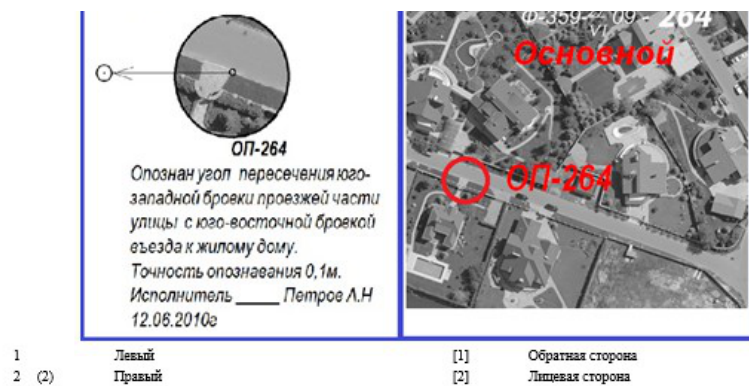 ОП-264
Опознан угол пересечения юго-
западной бровки проезжей части
улицы с юго-восточной бровкой
въезда к жилому дому.
Точность опознавания 0,1м.
Исполнитель _____ Петров А.Н
12.06.2010г
264
Основной
ОП-264
1 Левый [1] Обратная сторона
2 (2) Правый [2] Лицевая сторона